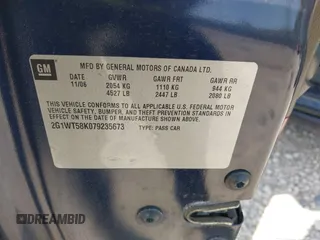 GM
MFD BY GENERAL MOTORS OF CANADA LTD.
DATE GVWR GAWR FRT GAWR RR
11/06 2054 KG 1110 KG 944 KG
4527 LB 2447 LB 2080 LB
THIS VEHICLE CONFORMS TO ALL APPLICABLE U.S. FEDERAL MOTOR
VEHICLE SAFETY, BUMPER, AND THEFT PREVENTION STANDARDS
IN EFFECT ON THE DATE OF MANUFACTURE SHOWN ABOVE.
2G1WT58K079235673 TYPE: PASS CAR
DREAMBID